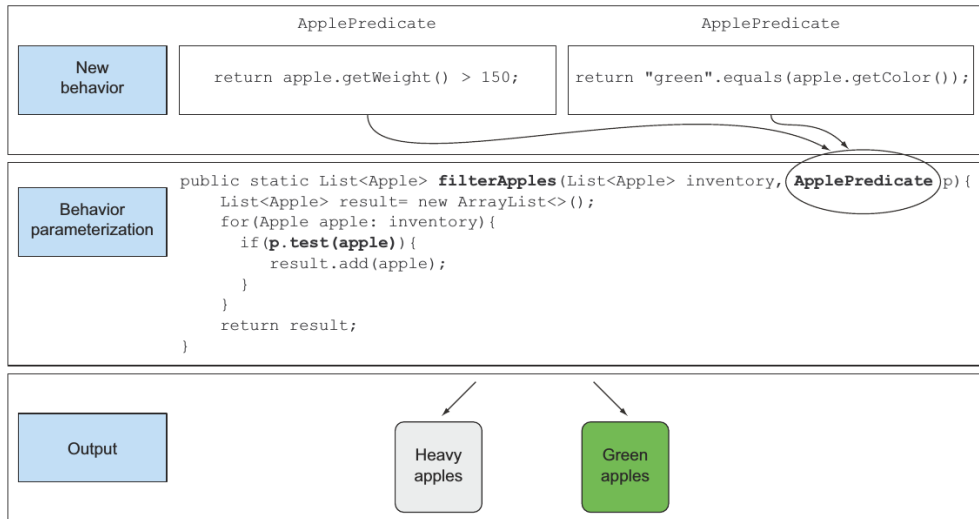 ApplePredicate
ApplePredicate
New
behavior
return apple.getWeight() > 150;
return "green".equals(apple.getColor());
Behavior
parameterization
public static List<Apple> filterApples(List<Apple> inventory, ApplePredicate p){
List<Apple> result= new ArrayList<>();
for(Apple apple: inventory){
if(p.test(apple)){
result.add(apple);
}
}
return result;
}
Output
Heavy
apples
Green
apples